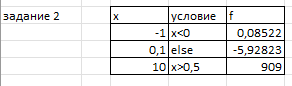 задание 2 x условие f
-1 x<0 0,08522
0,1 else -5,92823
10 x>0,5 909